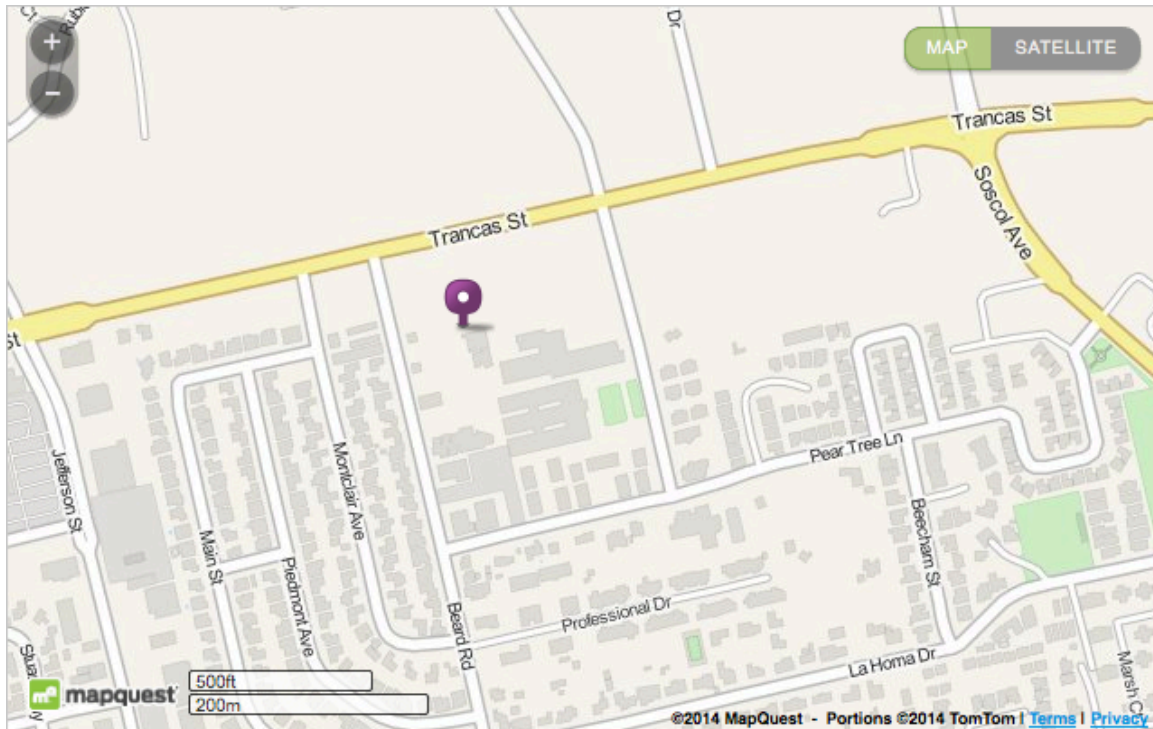 Ct
Dr
+
MAP
SATELLITE
−
Trancas St
Soscol Ave
Trancas St
St
Jefferson St
Montclair Ave
Pear Tree Ln
Beecham St
Main St
Piedmont Ave
Beard Rd
Professional Dr
La Homa Dr
500ft
200m
mapquest
©2014 MapQuest - Portions ©2014 TomTom | Terms | Privacy